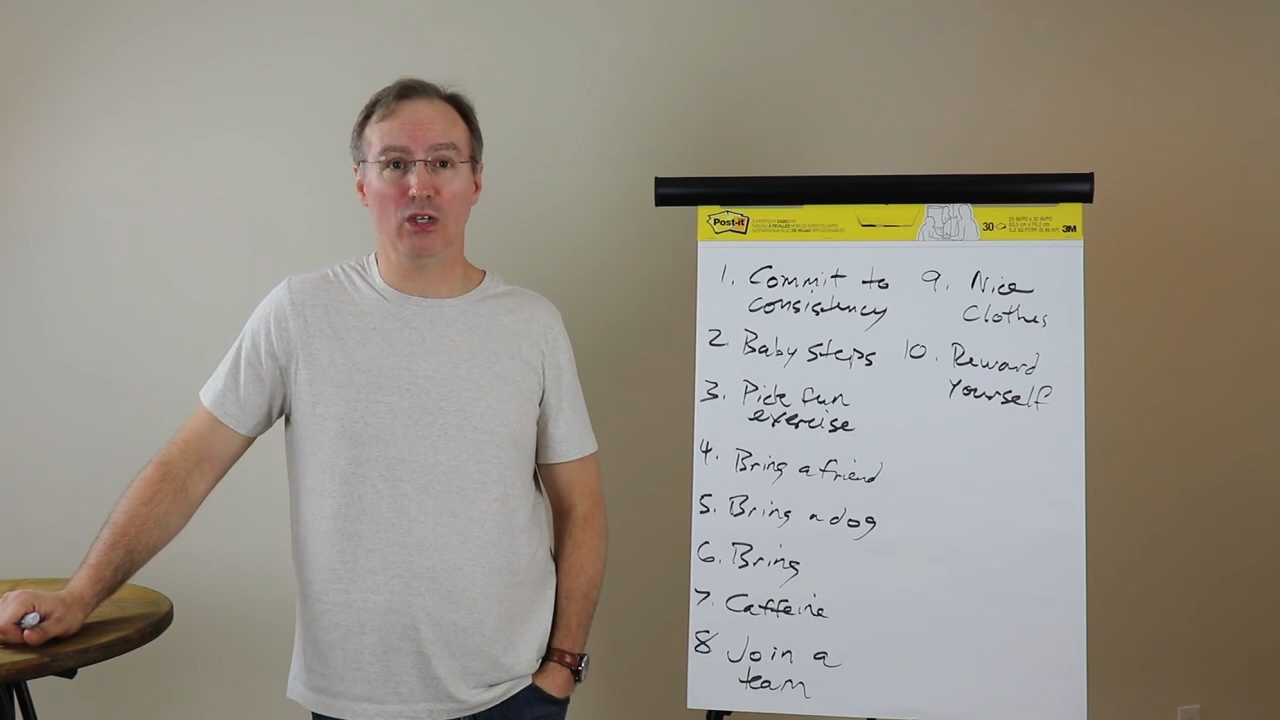 Post-it
30
3M
1. Commit to
consistency
2. Baby steps
3. Pick fun
exercise
4. Bring a friend
5. Bring a dog
6. Bring
7. Caffeine
8 Join a
team
9. Nice
Clothes
10. Reward
Yourself